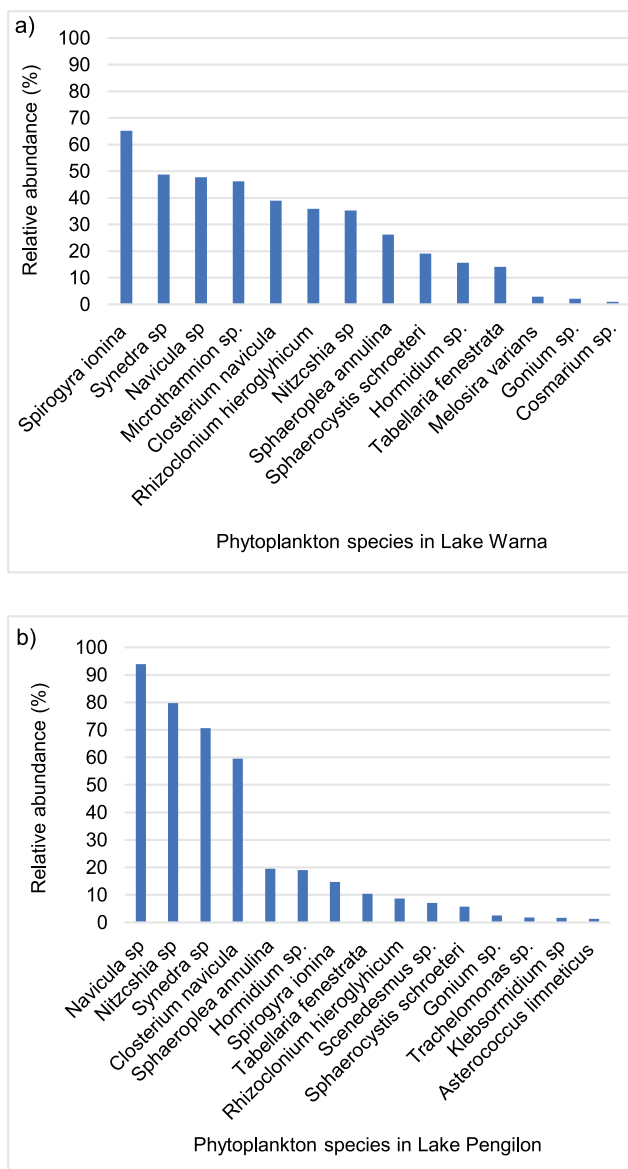 a)
Relative abundance (%)
100
90
80
70
60
50
40
30
20
10
0
Spirogyra ionina
Synedra sp
Navicula sp
Microthamnion sp.
Closterium navicula
Rhizoclonium hieroglyhicum
Nitzcshia sp
Sphaeroplea annulina
Sphaerocystis schroeteri
Hormidium sp.
Tabellaria fenestrata
Melosira varians
Gonium sp.
Cosmarium sp.
Phytoplankton species in Lake Warna
b)
Relative abundance (%)
100
90
80
70
60
50
40
30
20
10
0
Navicula sp
Nitzcshia sp
Synedra sp
Closterium navicula
Sphaeroplea annulina
Hormidium sp.
Spirogyra ionina
Tabellaria fenestrata
Rhizoclonium hieroglyhicum
Scenedesmus sp.
Sphaerocystis schroeteri
Gonium sp.
Trachelomonas sp.
Klebsormidium sp
Asterococcus limneticus
Phytoplankton species in Lake Pengilon